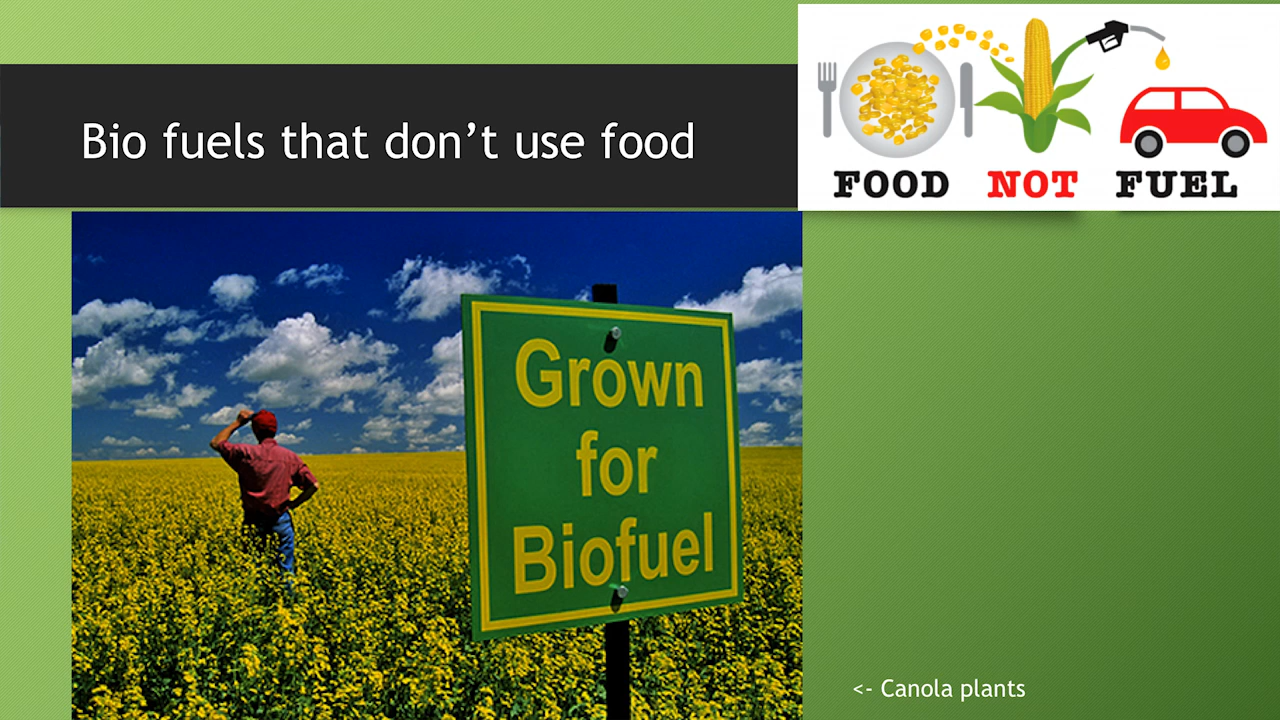 Bio fuels that don’t use food
FOOD NOT FUEL
Grown
for
Biofuel
<- Canola plants